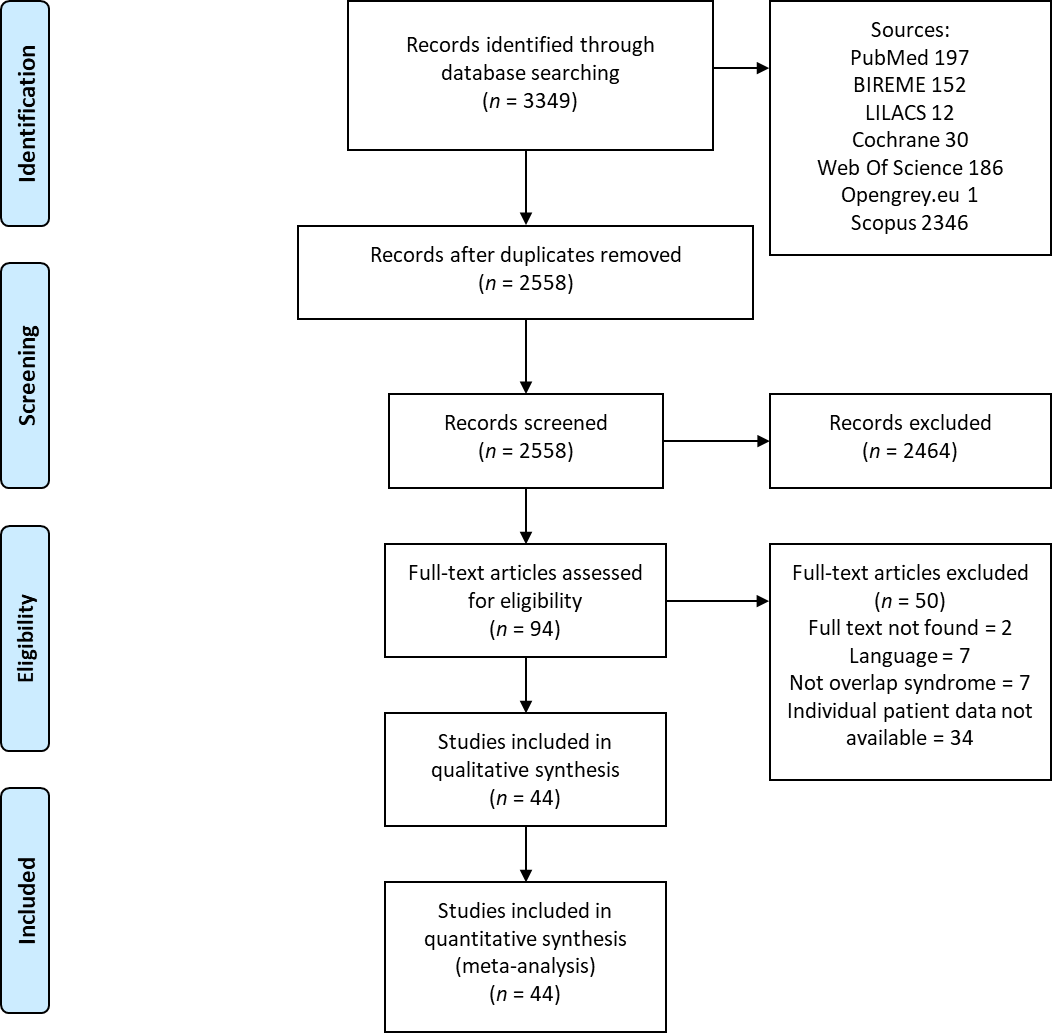 Identification
Records identified through
database searching
(n = 3349)
Sources:
PubMed 197
BIREME 152
LILACS 12
Cochrane 30
Web Of Science 186
Opengrey.eu 1
Scopus 2346
Records after duplicates removed
(n = 2558)
Screening
Records screened
(n = 2558)
Records excluded
(n = 2464)
Eligibility
Full-text articles assessed
for eligibility
(n = 94)
Full-text articles excluded
(n = 50)
Full text not found = 2
Language = 7
Not overlap syndrome = 7
Individual patient data not
available = 34
Studies included in
qualitative synthesis
(n = 44)
Included
Studies included in
quantitative synthesis
(meta-analysis)
(n = 44)